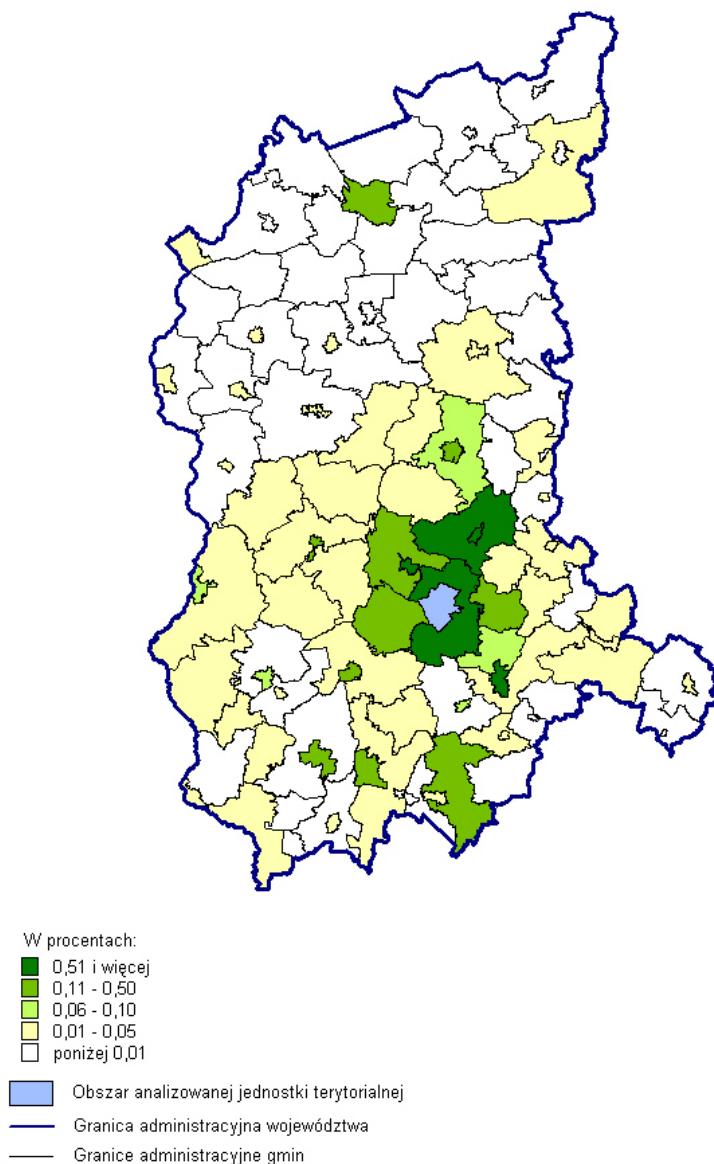 W procentach:
0,51 i więcej
0,11 - 0,50
0,06 - 0,10
0,01 - 0,05
poniżej 0,01
Obszar analizowanej jednostki terytorialnej
Granica administracyjna województwa
Granice administracyjne gmin